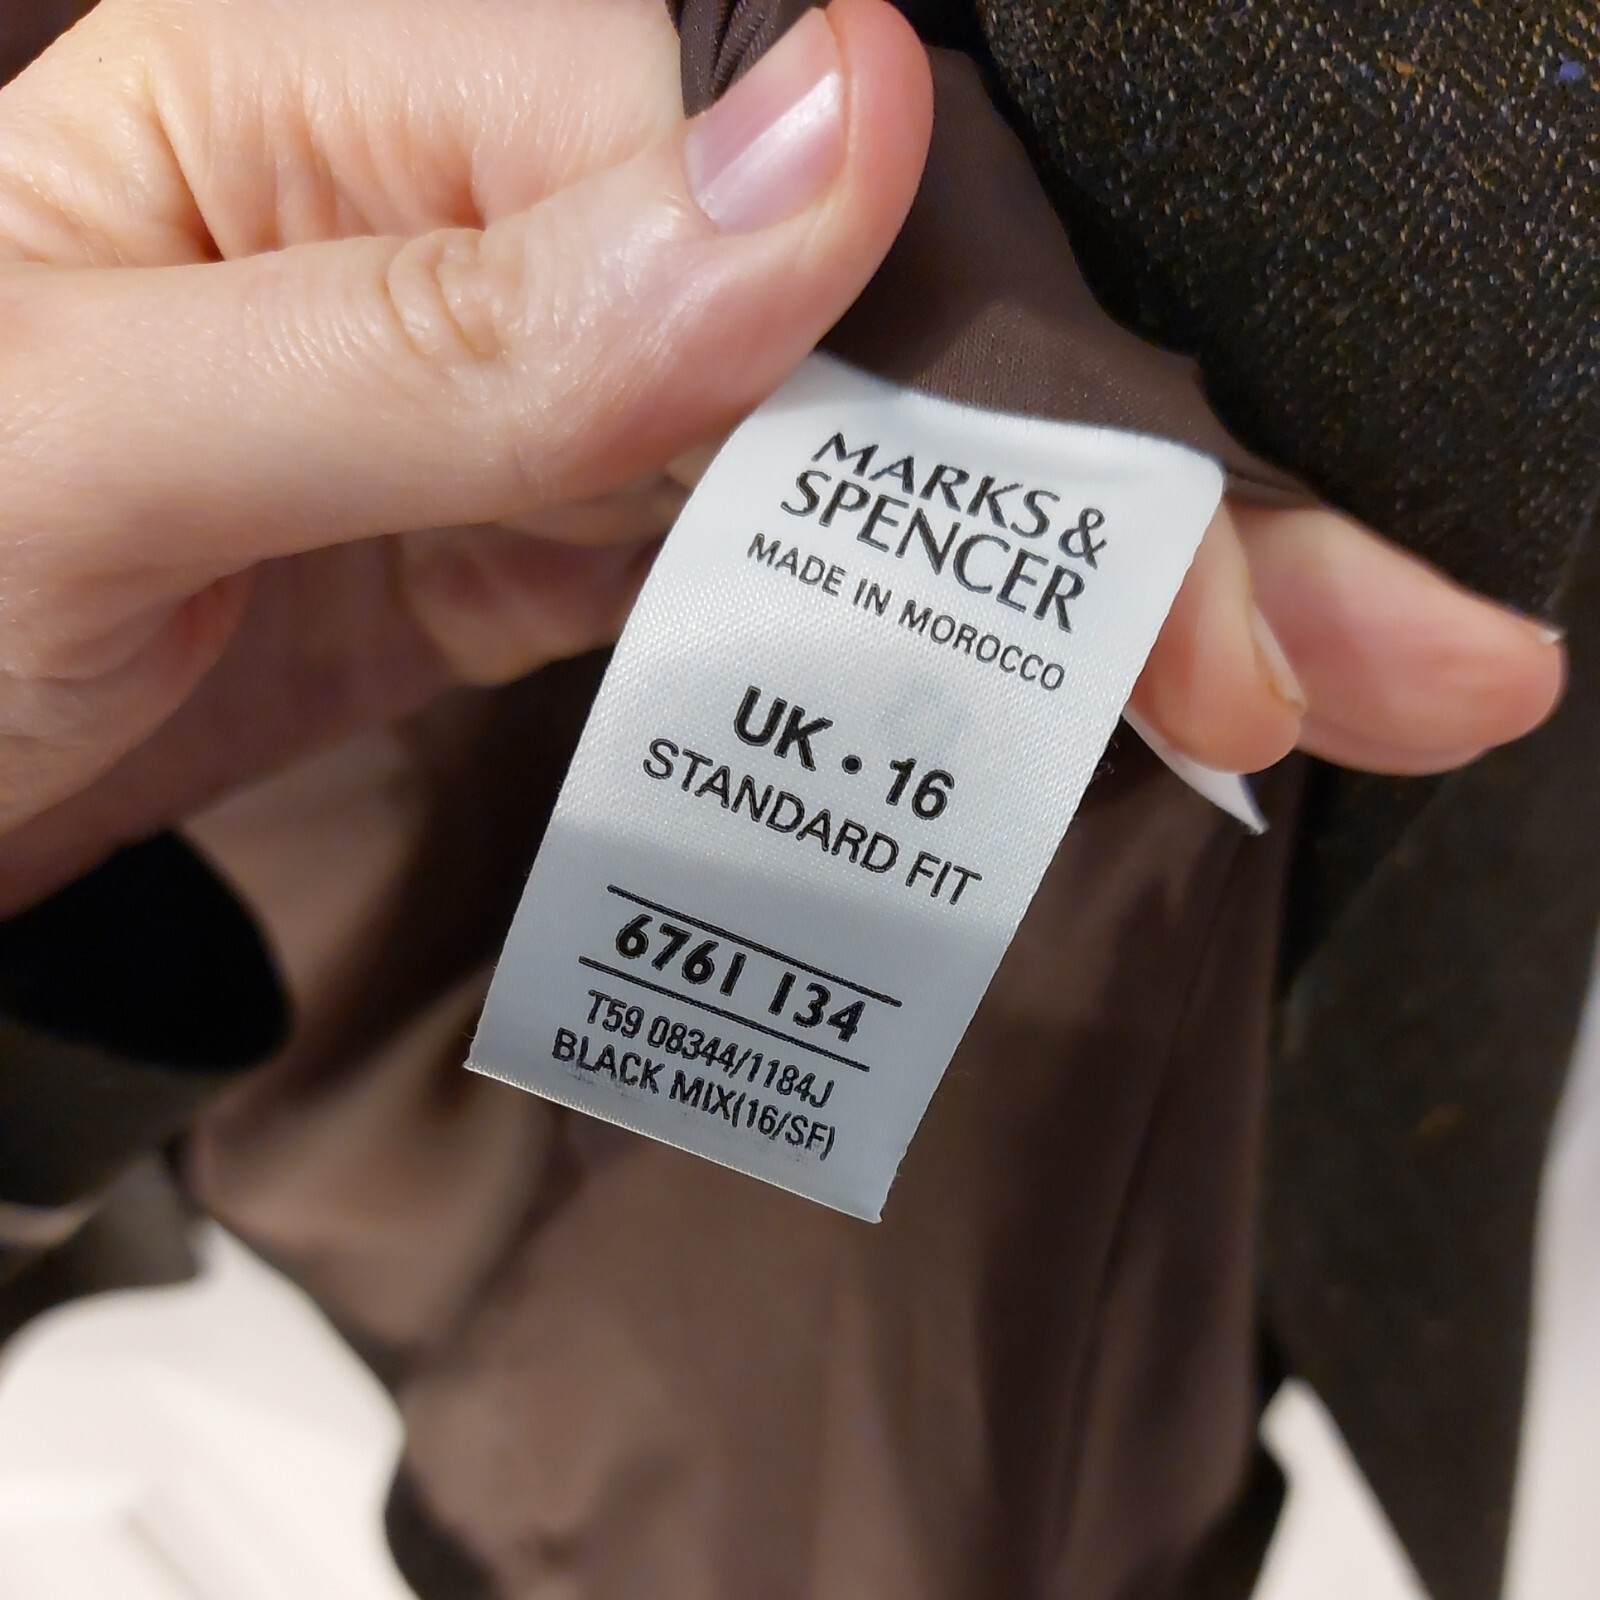 MARKS &
SPENCER
MADE IN MOROCCO
UK • 16
STANDARD FIT
6761 134
T59 08344/1184J
BLACK MIX(16/SF)